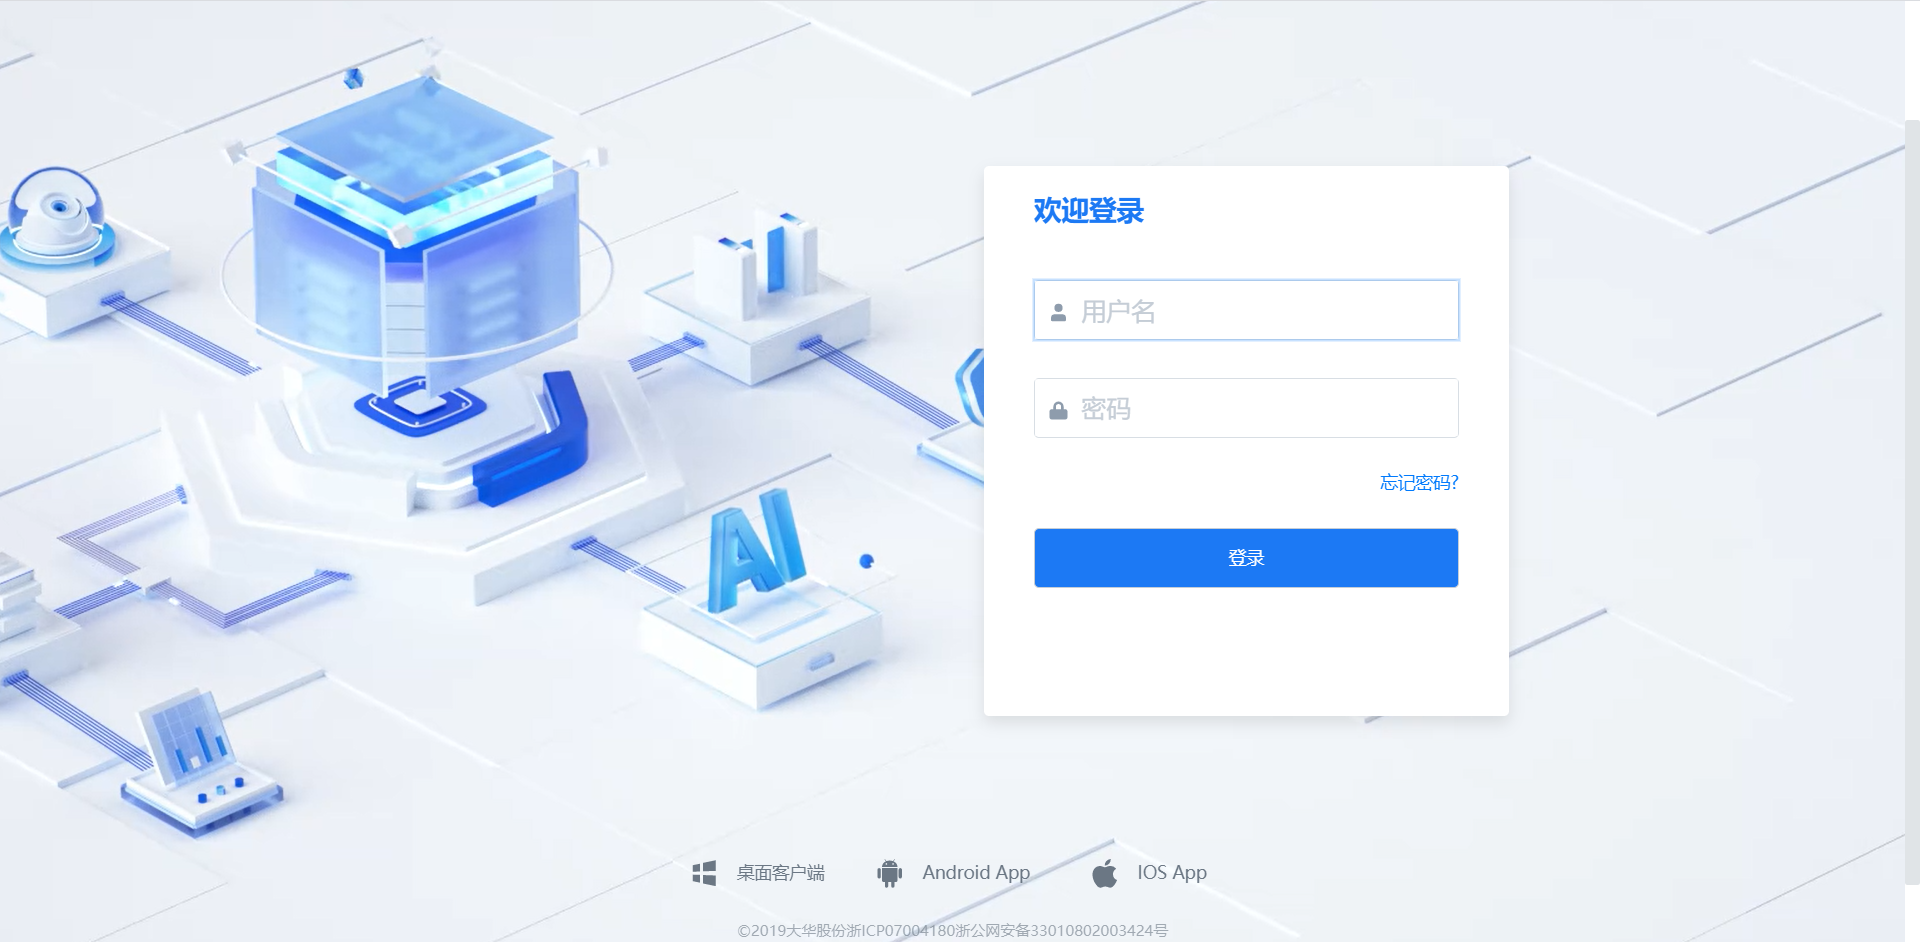 欢迎登录
用户名
密码
忘记密码?
登录
AI
桌面客户端 Android App IOS App
©2019大华股份浙ICP07004180浙公网安备33010802003424号